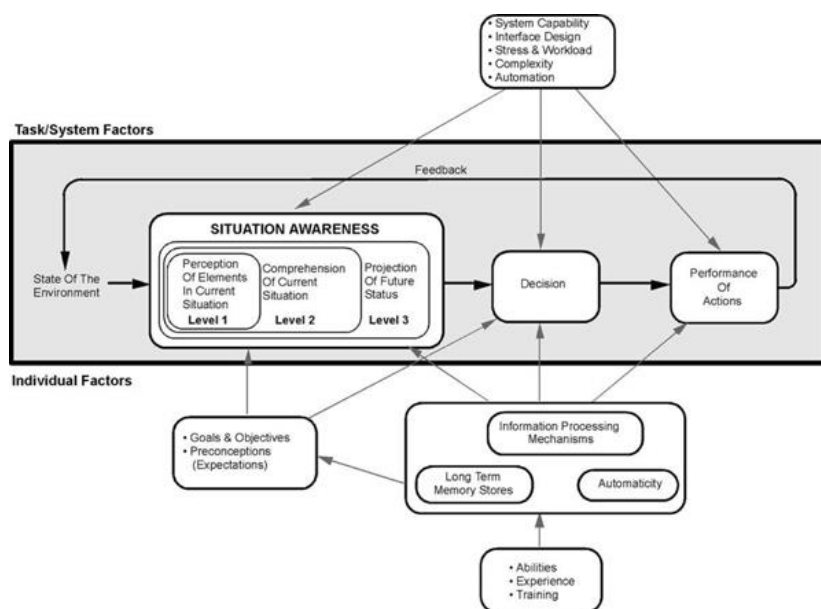 • System Capability
• Interface Design
• Stress & Workload
• Complexity
• Automation
Task/System Factors
Feedback
SITUATION AWARENESS
State Of The
Environment
Perception
Of Elements
In Current
Situation
Level 1
Comprehension
Of Current
Situation
Level 2
Projection
Of Future
Status
Level 3
Decision
Performance
Of
Actions
Individual Factors
• Goals & Objectives
• Preconceptions
(Expectations)
Information Processing
Mechanisms
Long Term
Memory Stores
Automaticity
• Abilities
• Experience
• Training